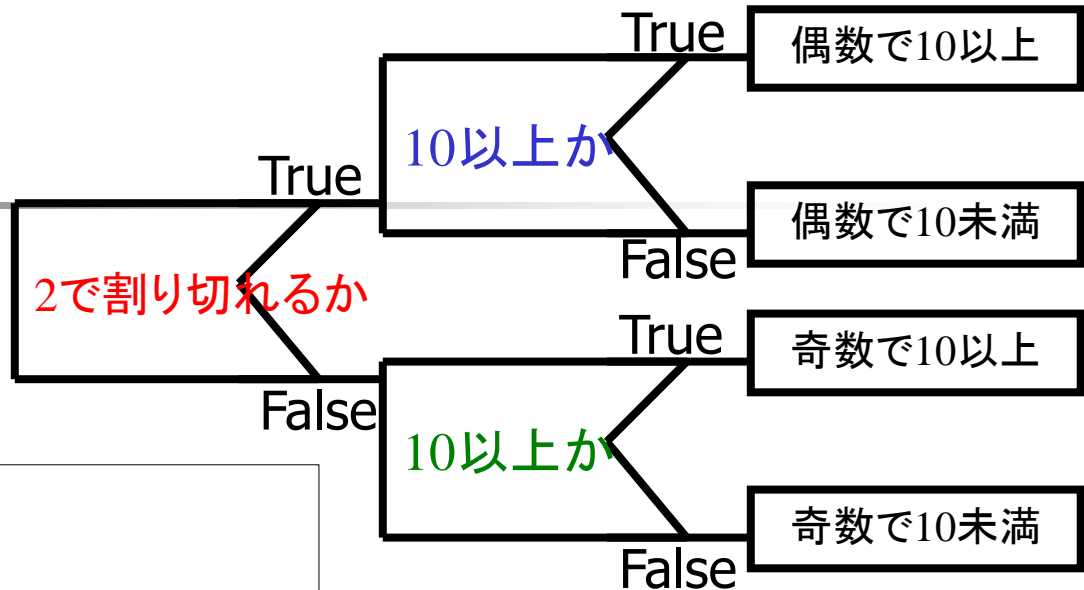 True
偶数で10以上
10以上か
True
偶数で10未満
False
2で割り切れるか
True
奇数で10以上
False
10以上か
奇数で10未満
False